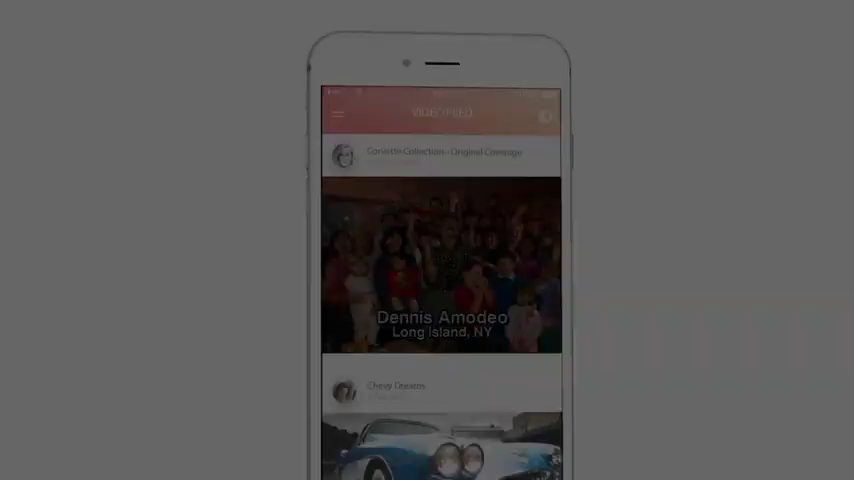 VIDEO FEED
Corvette Collection - Original Coverage
Dennis Amodeo
Long Island, NY
Chevy Dreams